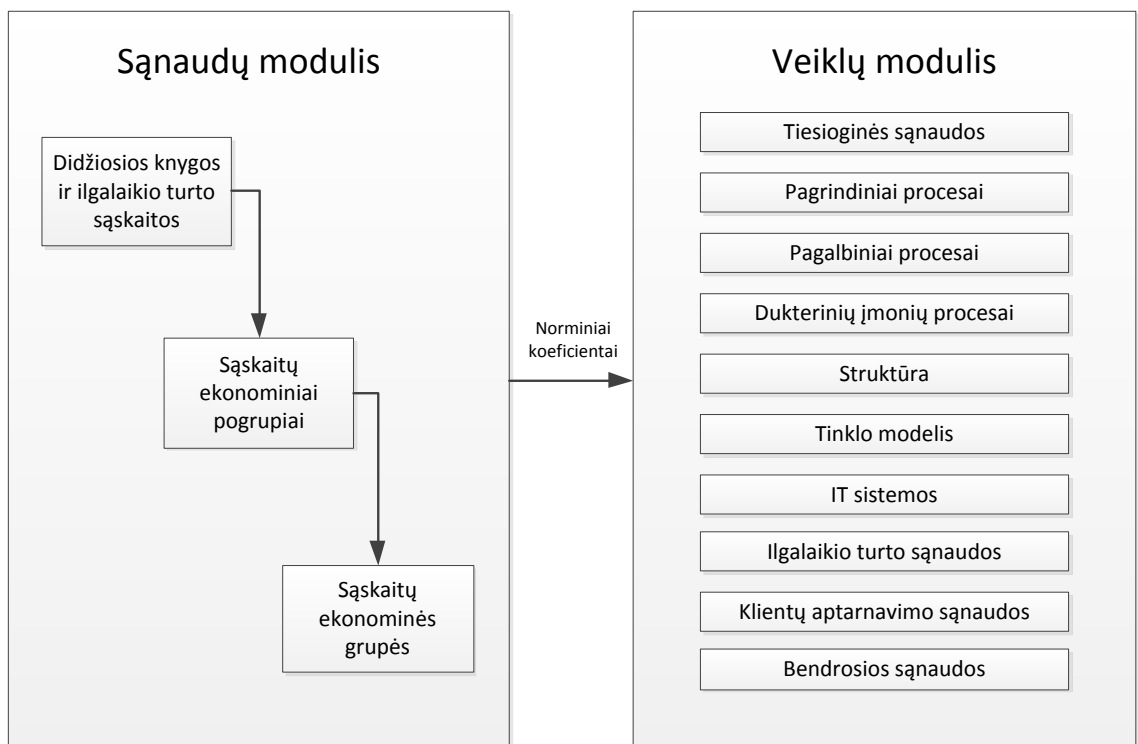 Sąnaudų modulis
Didžiosios knygos
ir ilgalaikio turto
sąskaitos
Sąskaitų
ekonominiai
pogrupiai
Sąskaitų
ekonominės
grupės
Norminiai
koeficientai
Veiklų modulis
Tiesioginės sąnaudos
Pagrindiniai procesai
Pagalbiniai procesai
Dukterinių įmonių procesai
Struktūra
Tinklo modelis
IT sistemos
Ilgalaikio turto sąnaudos
Klientų aptarnavimo sąnaudos
Bendrosios sąnaudos